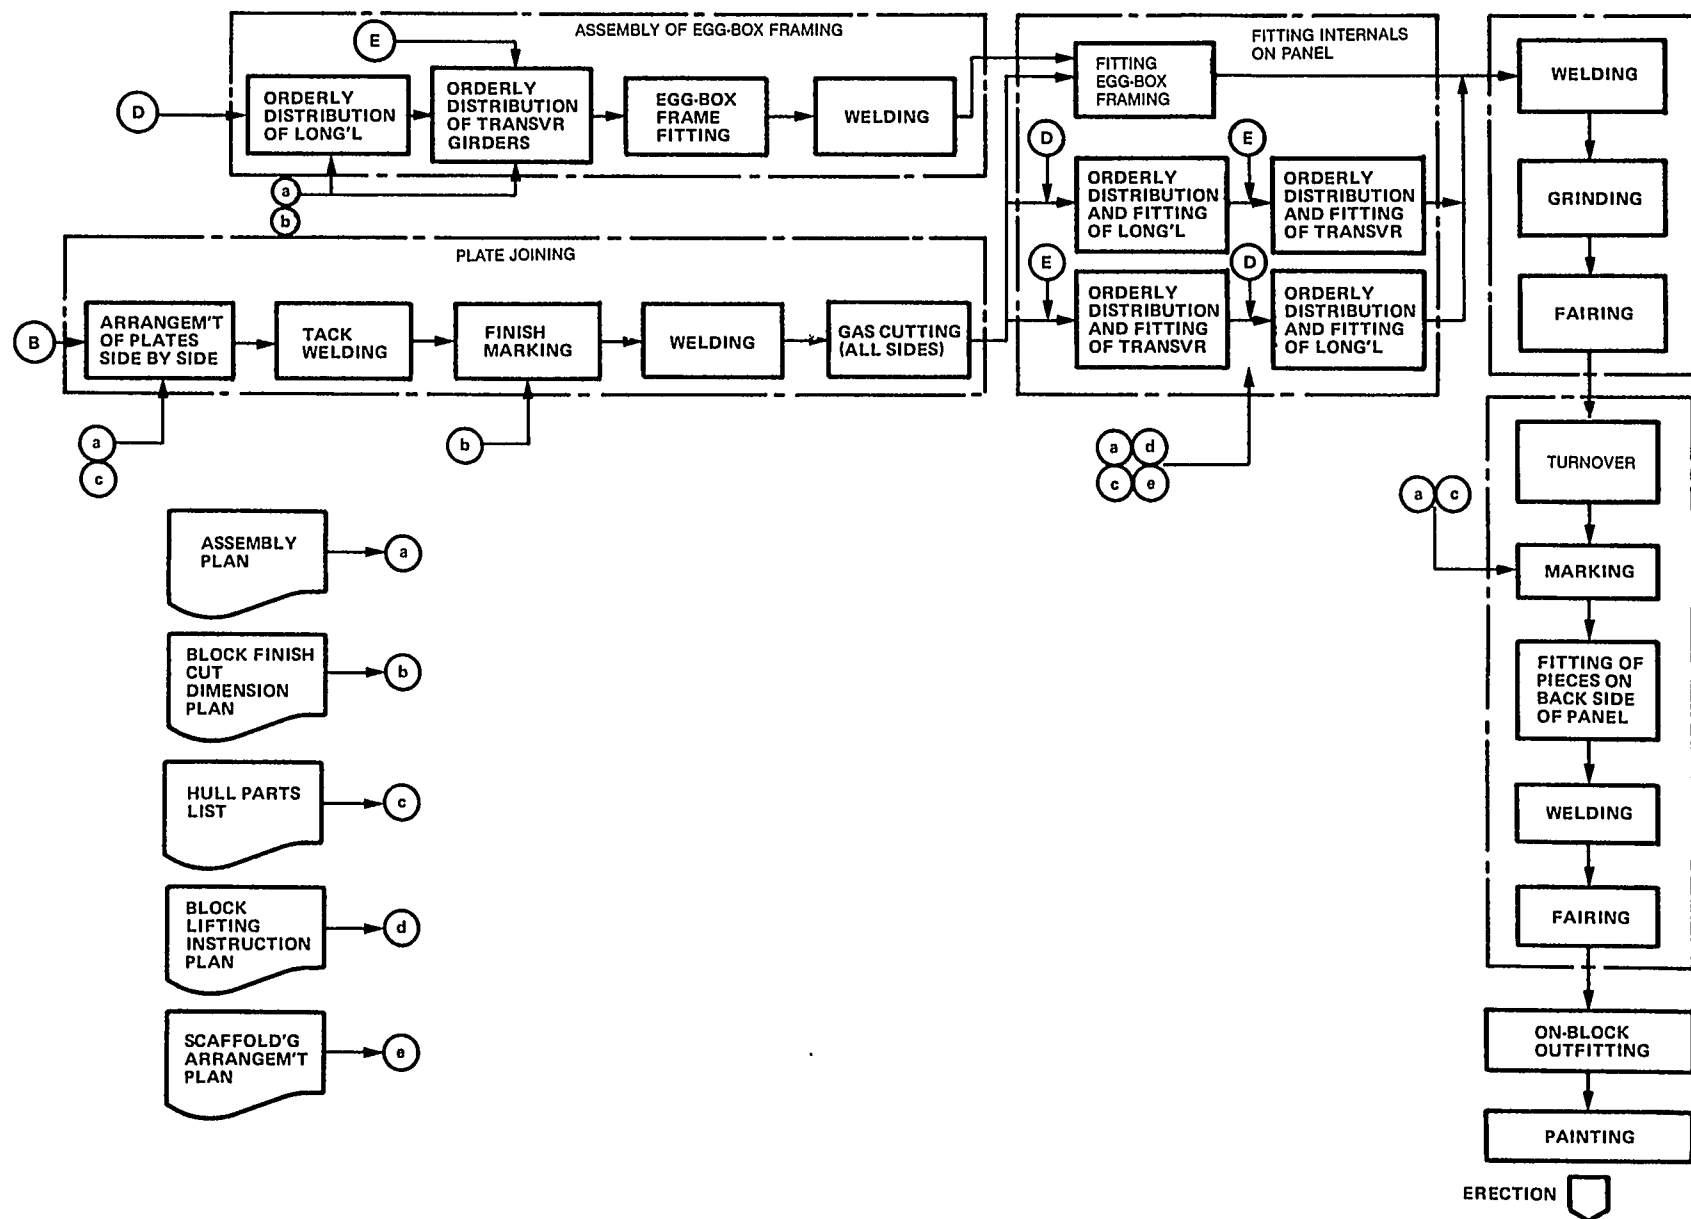 ASSEMBLY OF EGG-BOX FRAMING
E
D
ORDERLY
DISTRIBUTION
OF LONG'L
ORDERLY
DISTRIBUTION
OF TRANSVR
GIRDERS
EGG-BOX
FRAME
FITTING
WELDING
a
b
PLATE JOINING
B
ARRANGEM'T
OF PLATES
SIDE BY SIDE
TACK
WELDING
FINISH
MARKING
WELDING
GAS CUTTING
(ALL SIDES)
a
c
b
FITTING INTERNALS
ON PANEL
FITTING
EGG-BOX
FRAMING
D
E
ORDERLY
DISTRIBUTION
AND FITTING
OF LONG'L
ORDERLY
DISTRIBUTION
AND FITTING
OF TRANSVR
E
D
ORDERLY
DISTRIBUTION
AND FITTING
OF TRANSVR
ORDERLY
DISTRIBUTION
AND FITTING
OF LONG'L
a d
c e
WELDING
GRINDING
FAIRING
TURNOVER
a c
MARKING
FITTING OF
PIECES ON
BACK SIDE
OF PANEL
WELDING
FAIRING
ON-BLOCK
OUTFITTING
PAINTING
ERECTION
ASSEMBLY
PLAN
a
BLOCK FINISH
CUT
DIMENSION
PLAN
b
HULL PARTS
LIST
c
BLOCK
LIFTING
INSTRUCTION
PLAN
d
SCAFFOLD'G
ARRANGEM'T
PLAN
e